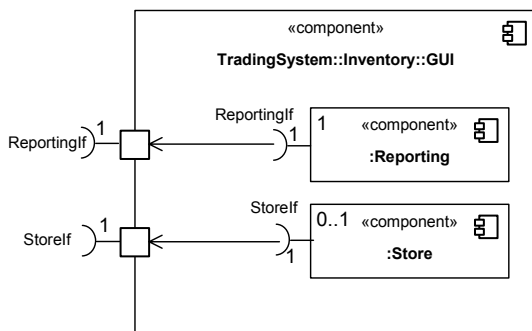 «component»
TradingSystem::Inventory::GUI
ReportingIf
1
ReportingIf
1
1
«component»
:Reporting
StoreIf
1
StoreIf
1
0..1
«component»
:Store